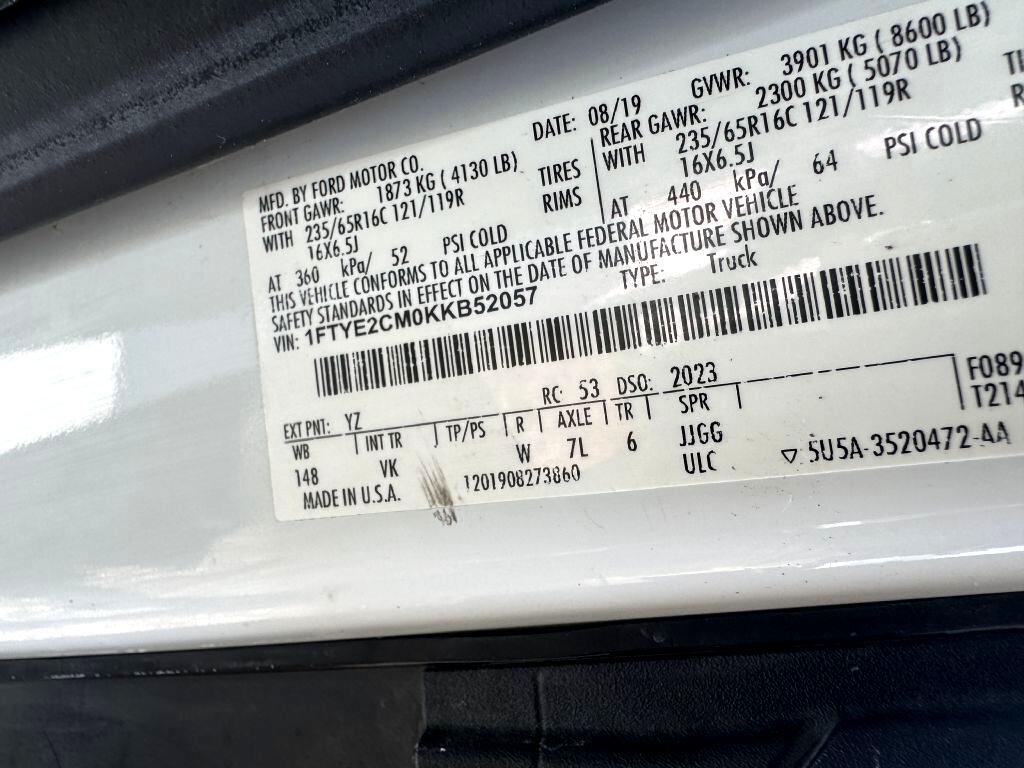 MFD. BY FORD MOTOR CO. DATE: 08/19 GVWR: 3901 KG ( 8600 LB)
FRONT GAWR: 1873 KG ( 4130 LB) REAR GAWR: 2300 KG ( 5070 LB)
WITH 235/65R16C 121/119R TIRES WITH 235/65R16C 121/119R
16X6.5J RIMS 16X6.5J
AT 360 kPa/ 52 PSI COLD AT 440 kPa/ 64 PSI COLD
THIS VEHICLE CONFORMS TO ALL APPLICABLE FEDERAL MOTOR VEHICLE
SAFETY STANDARDS IN EFFECT ON THE DATE OF MANUFACTURE SHOWN ABOVE.
VIN: 1FTYE2CM0KKB52057 TYPE: Truck
EXT PNT: YZ RC: 53 DSO: 2023 F089
WB INT TR TP/PS R AXLE TR SPR T214
148 VK W 7L 6 JJGG
ULC ▽ 5U5A-3520472-AA
MADE IN U.S.A. 1201908273860